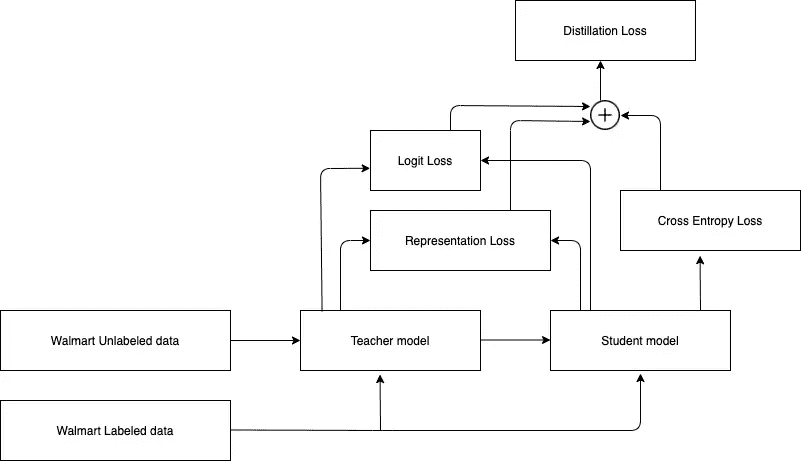 Distillation Loss
+
Logit Loss
Cross Entropy Loss
Representation Loss
Walmart Unlabeled data
Teacher model
Student model
Walmart Labeled data